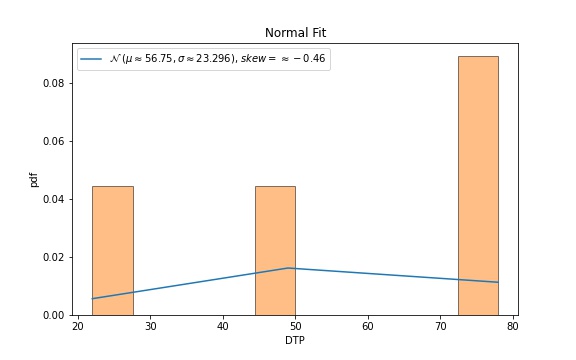 Normal Fit
𝒩(μ ≈ 56.75, σ ≈ 23.296), skew = ≈ −0.46
pdf
0.08
0.06
0.04
0.02
0.00
20 30 40 50 60 70 80
DTP